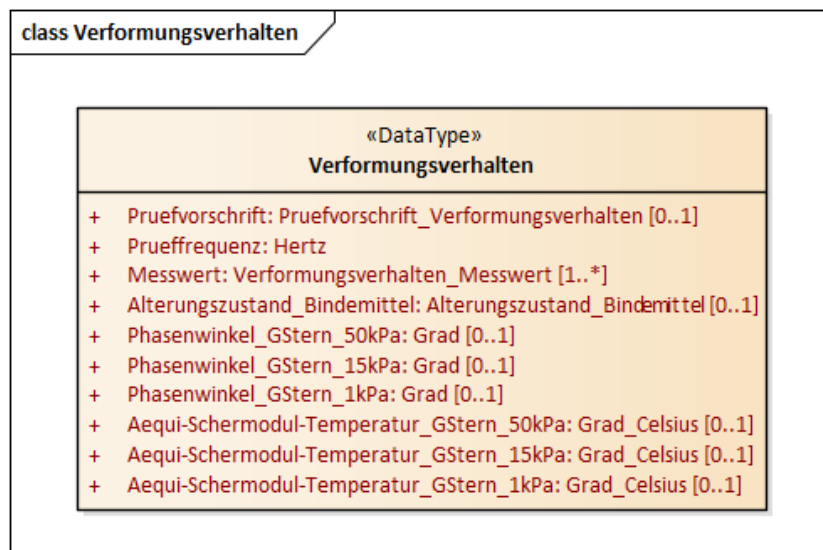 class Verformungsverhalten
«DataType»
Verformungsverhalten
+ Pruefvorschrift: Pruefvorschrift_Verformungsverhalten [0..1]
+ Prueffrequenz: Hertz
+ Messwert: Verformungsverhalten_Messwert [1..*]
+ Alterungszustand_Bindemittel: Alterungszustand_Bindemittel [0..1]
+ Phasenwinkel_GStern_50kPa: Grad [0..1]
+ Phasenwinkel_GStern_15kPa: Grad [0..1]
+ Phasenwinkel_GStern_1kPa: Grad [0..1]
+ Aequi-Schermodul-Temperatur_GStern_50kPa: Grad_Celsius [0..1]
+ Aequi-Schermodul-Temperatur_GStern_15kPa: Grad_Celsius [0..1]
+ Aequi-Schermodul-Temperatur_GStern_1kPa: Grad_Celsius [0..1]